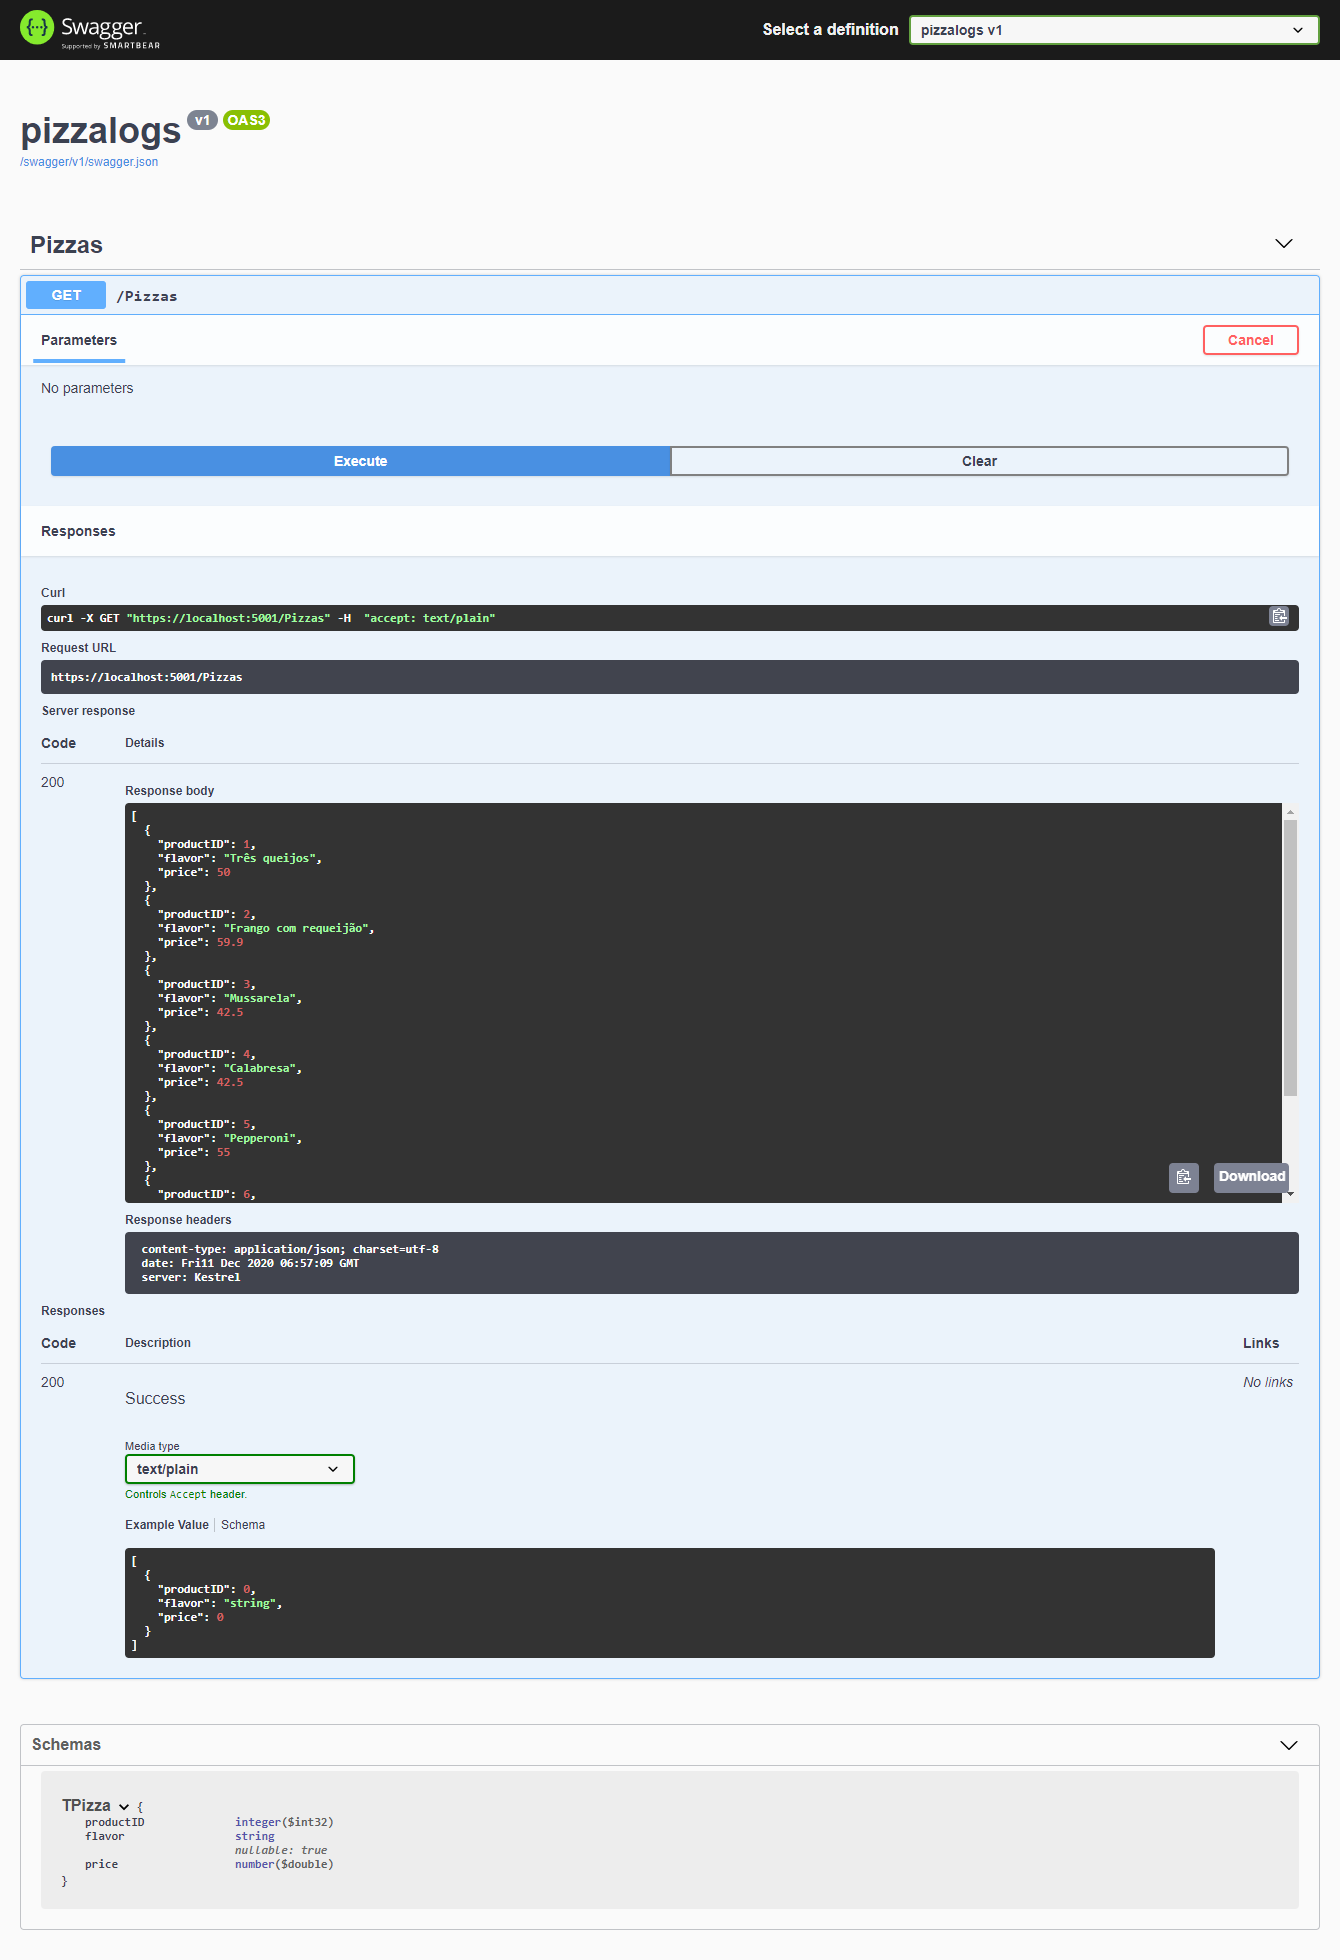 Swagger
Supported by SMARTBEAR
Select a definition
pizzalogs v1
pizzalogs v1 OAS3
/swagger/v1/swagger.json
Pizzas
GET /Pizzas
Parameters
Cancel
No parameters
Execute
Clear
Responses
Curl
curl -X GET "https://localhost:5001/Pizzas" -H  "accept: text/plain"
Request URL
https://localhost:5001/Pizzas
Server response
Code Details
200
Response body
[
  {
    "productID": 1,
    "flavor": "Três queijos",
    "price": 50
  },
  {
    "productID": 2,
    "flavor": "Frango com requeijão",
    "price": 59.9
  },
  {
    "productID": 3,
    "flavor": "Mussarela",
    "price": 42.5
  },
  {
    "productID": 4,
    "flavor": "Calabresa",
    "price": 42.5
  },
  {
    "productID": 5,
    "flavor": "Pepperoni",
    "price": 55
  },
  {
    "productID": 6,
Download
Response headers
content-type: application/json; charset=utf-8
date: Fri11 Dec 2020 06:57:09 GMT
server: Kestrel
Responses
Code Description Links
200
Success
No links
Media type
text/plain
Controls Accept header.
Example Value Schema
[
  {
    "productID": 0,
    "flavor": "string",
    "price": 0
  }
]
Schemas
TPizza {
productID integer($int32)
flavor string
nullable: true
price number($double)
}